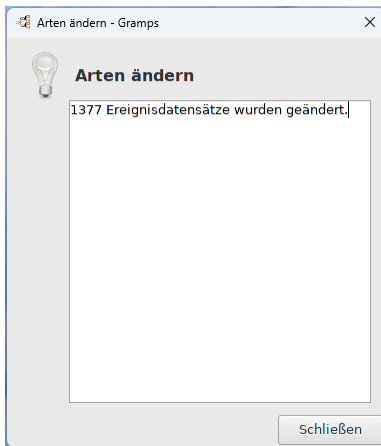 Arten ändern - Gramps
Arten ändern
1377 Ereignisdatensätze wurden geändert.
Schließen